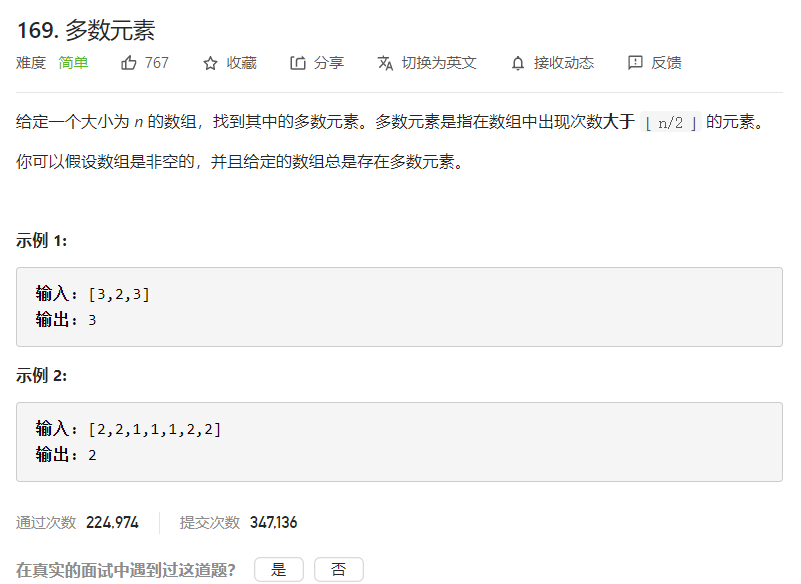 169. 多数元素
难度 简单 767 收藏 分享 切换为英文 接收动态 反馈
给定一个大小为 n 的数组，找到其中的多数元素。多数元素是指在数组中出现次数大于 ⌊ n/2 ⌋ 的元素。
你可以假设数组是非空的，并且给定的数组总是存在多数元素。
示例 1:
输入: [3,2,3]
输出: 3
示例 2:
输入: [2,2,1,1,1,2,2]
输出: 2
通过次数 224,974 提交次数 347,136
在真实的面试中遇到过这道题? 是 否